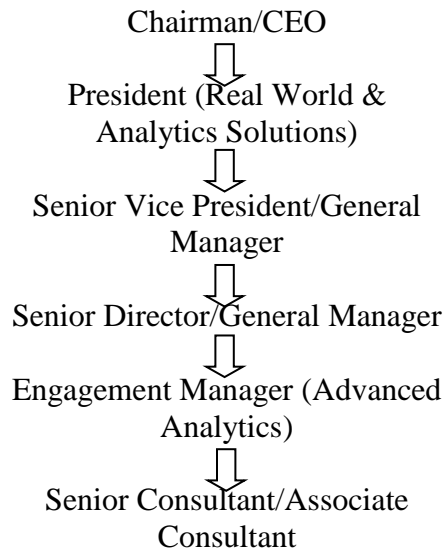 Chairman/CEO
President (Real World &
Analytics Solutions)
Senior Vice President/General
Manager
Senior Director/General Manager
Engagement Manager (Advanced
Analytics)
Senior Consultant/Associate
Consultant